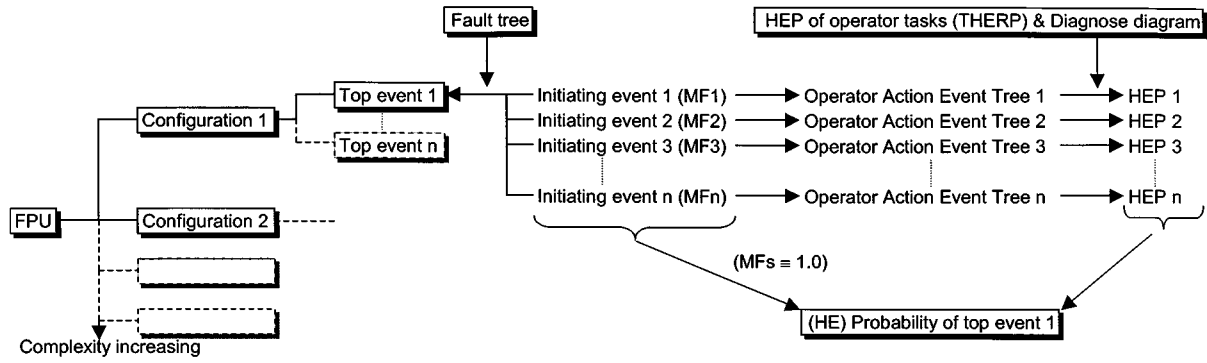 Fault tree
HEP of operator tasks (THERP) & Diagnose diagram
Top event 1
Initiating event 1 (MF1)
Operator Action Event Tree 1
HEP 1
Configuration 1
Initiating event 2 (MF2)
Operator Action Event Tree 2
HEP 2
Top event n
Initiating event 3 (MF3)
Operator Action Event Tree 3
HEP 3
Initiating event n (MFn)
Operator Action Event Tree n
HEP n
FPU
Configuration 2
(MFs ≡ 1.0)
(HE) Probability of top event 1
Complexity increasing